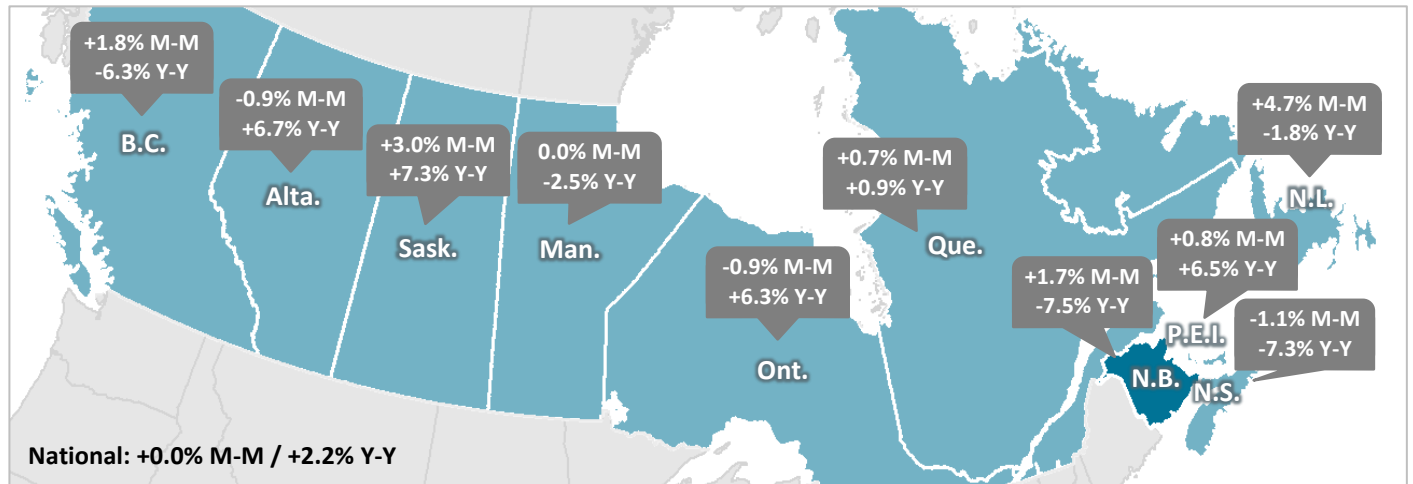 +1.8% M-M
-6.3% Y-Y
B.C.
-0.9% M-M
+6.7% Y-Y
Alta.
+3.0% M-M
+7.3% Y-Y
Sask.
0.0% M-M
-2.5% Y-Y
Man.
-0.9% M-M
+6.3% Y-Y
Ont.
+0.7% M-M
+0.9% Y-Y
Que.
+4.7% M-M
-1.8% Y-Y
N.L.
+0.8% M-M
+6.5% Y-Y
P.E.I.
+1.7% M-M
-7.5% Y-Y
N.B.
-1.1% M-M
-7.3% Y-Y
N.S.
National: +0.0% M-M / +2.2% Y-Y